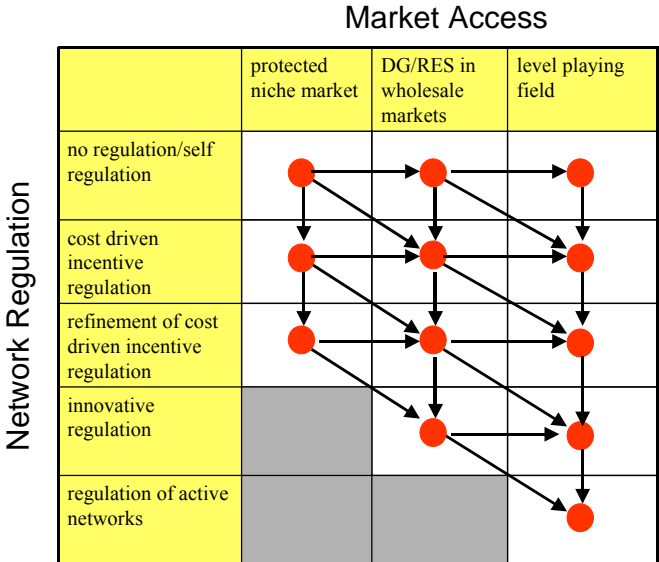 Market Access
protected
niche market
DG/RES in
wholesale
markets
level playing
field
Network Regulation
no regulation/self
regulation
cost driven
incentive
regulation
refinement of cost
driven incentive
regulation
innovative
regulation
regulation of active
networks